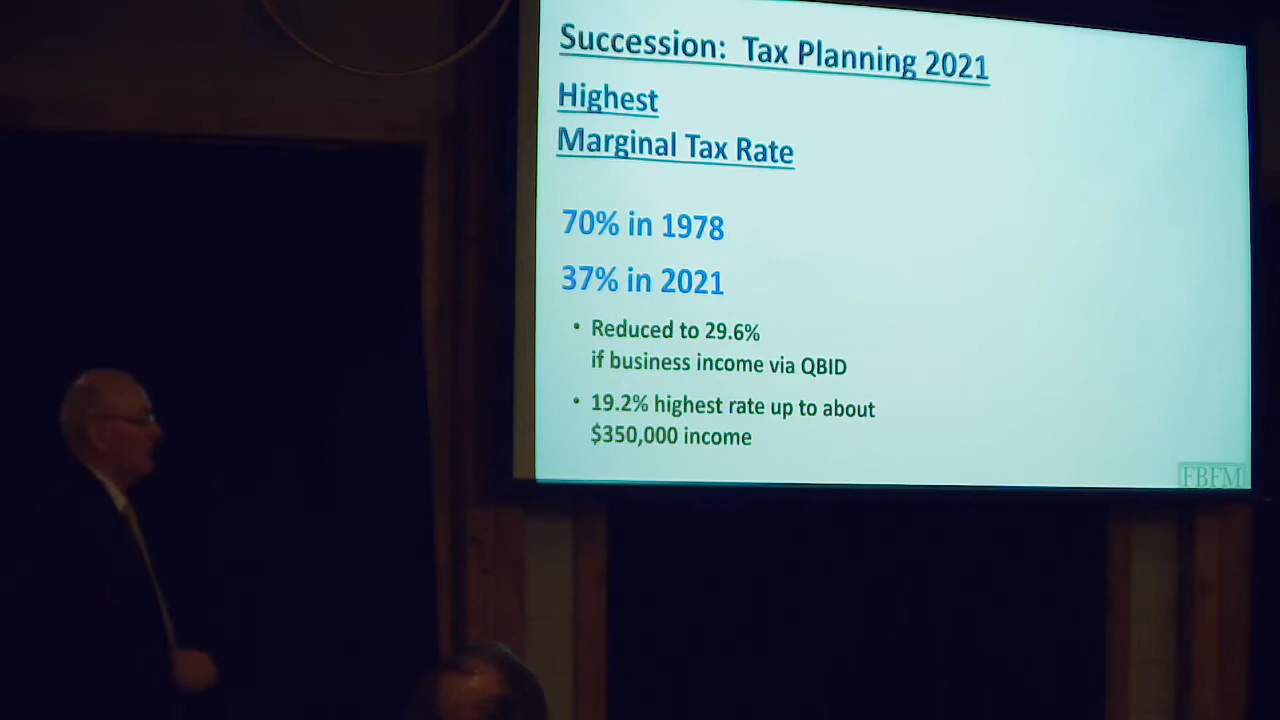 Succession: Tax Planning 2021
Highest
Marginal Tax Rate
70% in 1978
37% in 2021
• Reduced to 29.6%
if business income via QBID
• 19.2% highest rate up to about
$350,000 income
FBFM